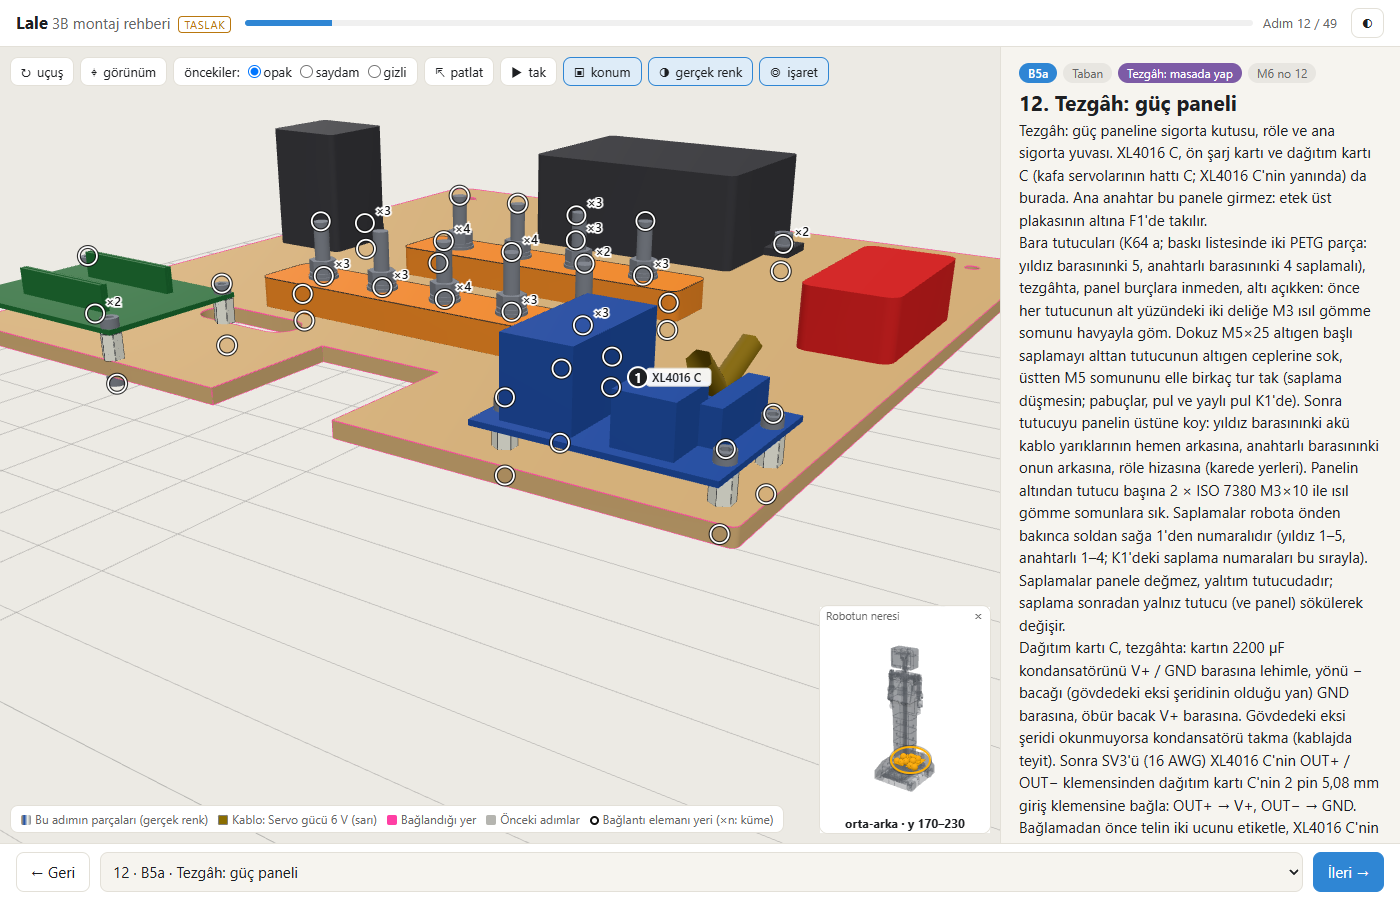 Lale 3B montaj rehberi TASLAK
Adım 12 / 49
↻ uçuş
⌖ görünüm
öncekiler: opak saydam gizli
⇱ patlat
▶ tak
▣ konum
◑ gerçek renk
◎ işaret
×3
×3
×4
×3
×4
×3
×2
×2
×3
×3
×4
×3
×2
×3
1 XL4016 C
Robotun neresi ×
orta-arka · y 170–230
Bu adımın parçaları (gerçek renk)
Kablo: Servo gücü 6 V (sarı)
Bağlandığı yer
Önceki adımlar
Bağlantı elemanı yeri (×n: küme)
B5a Taban Tezgâh: masada yap M6 no 12
12. Tezgâh: güç paneli
Tezgâh: güç paneline sigorta kutusu, röle ve ana
sigorta yuvası. XL4016 C, ön şarj kartı ve dağıtım kartı
C (kafa servolarının hattı C; XL4016 C'nin yanında) da
burada. Ana anahtar bu panele girmez: etek üst
plakasının altına F1'de takılır.
Bara tutucuları (K64 a; baskı listesinde iki PETG parça:
yıldız barasınınki 5, anahtarlı barasınınki 4 saplamalı),
tezgâhta, panel burçlara inmeden, altı açıkken: önce
her tutucunun alt yüzündeki iki deliğe M3 ısıl gömme
somunu havyayla göm. Dokuz M5×25 altıgen başlı
saplamayı alttan tutucunun altıgen ceplerine sok,
üstten M5 somununu elle birkaç tur tak (saplama
düşmesin; pabuçlar, pul ve yaylı pul K1'de). Sonra
tutucuyu panelin üstüne koy: yıldız barasınınki akü
kablo yarıklarının hemen arkasına, anahtarlı barasınınki
onun arkasına, röle hizasına (karede yerleri). Panelin
altından tutucu başına 2 × ISO 7380 M3×10 ile ısıl
gömme somunlara sık. Saplamalar robota önden
bakınca soldan sağa 1'den numaralıdır (yıldız 1–5,
anahtarlı 1–4; K1'deki saplama numaraları bu sırayla).
Saplamalar panele değmez, yalıtım tutucudadır;
saplama sonradan yalnız tutucu (ve panel) sökülerek
değişir.
Dağıtım kartı C, tezgâhta: kartın 2200 µF
kondansatörünü V+ / GND barasına lehimle, yönü −
bacağı (gövdedeki eksi şeridinin olduğu yan) GND
barasına, öbür bacak V+ barasına. Gövdedeki eksi
şeridi okunmuyorsa kondansatörü takma (kablajda
teyit). Sonra SV3'ü (16 AWG) XL4016 C'nin OUT+ /
OUT− klemensinden dağıtım kartı C'nin 2 pin 5,08 mm
giriş klemensine bağla: OUT+ → V+, OUT− → GND.
Bağlamadan önce telin iki ucunu etiketle, XL4016 C'nin
← Geri
12 · B5a · Tezgâh: güç paneli
İleri →